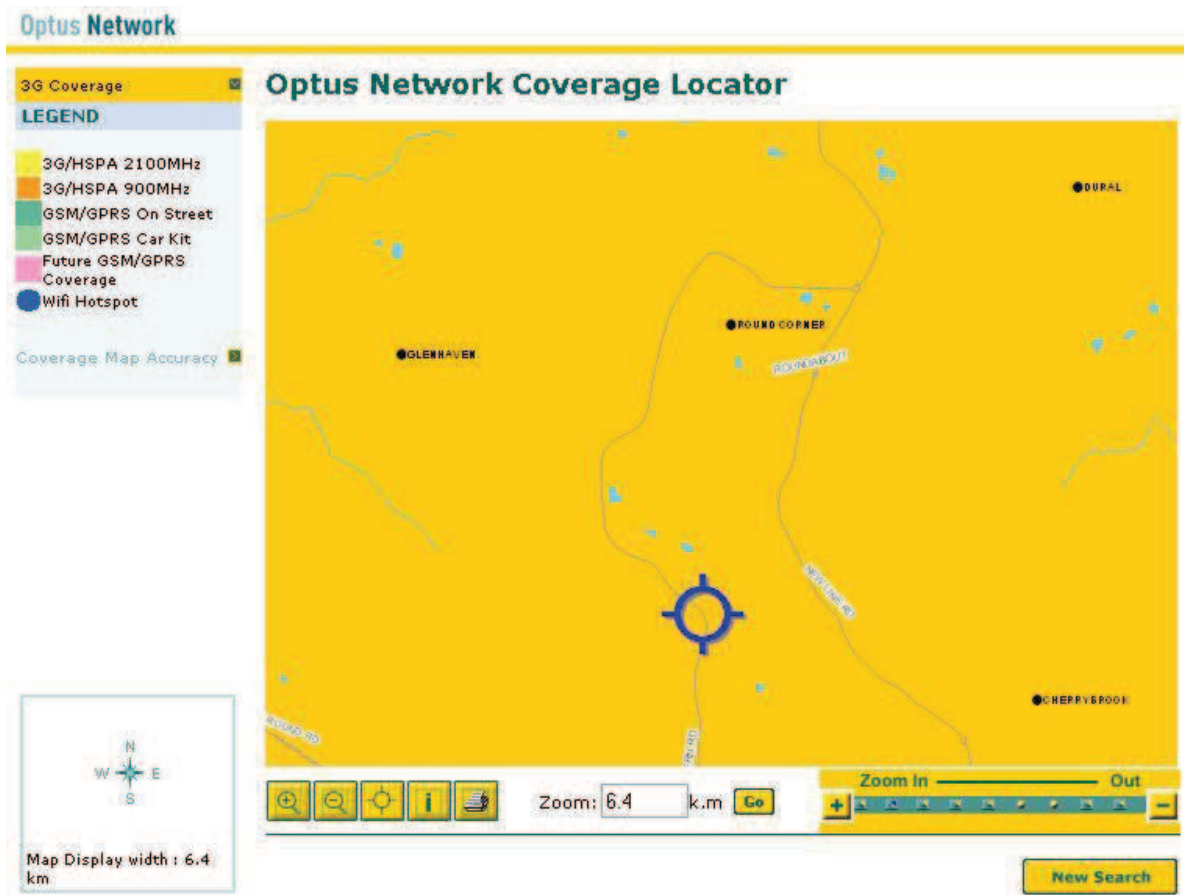 Optus Network
3G Coverage
LEGEND
3G/HSPA 2100MHz
3G/HSPA 900MHz
GSM/GPRS On Street
GSM/GPRS Car Kit
Future GSM/GPRS
Coverage
Wifi Hotspot
Coverage Map Accuracy
Optus Network Coverage Locator
DURAL
ROUND CORNER
GLENHAVEN
ROUNDABOUT
NEW LINE RD
CHERRYBROOK
ROUND RD
N
W E
S
Map Display width : 6.4
km
i
Zoom: 6.4 k.m Go
Zoom In Out
+ −
New Search